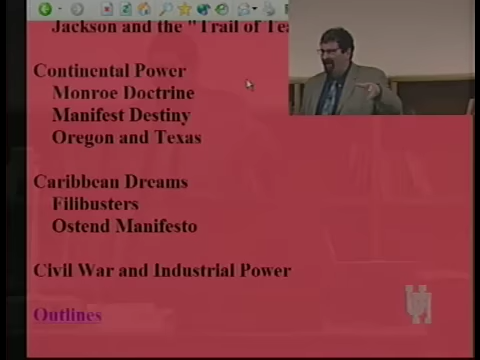 Jackson and the "Trail of Tea
Continental Power
Monroe Doctrine
Manifest Destiny
Oregon and Texas
Caribbean Dreams
Filibusters
Ostend Manifesto
Civil War and Industrial Power
Outlines